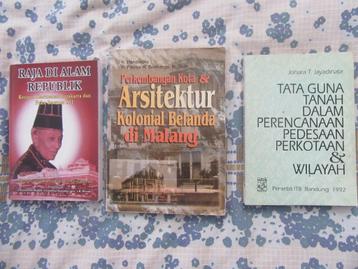 RAJA DI ALAM
REPUBLIK
Perkembangan Kota &
Arsitektur
Kolonial Belanda
di Malang
Johara T. Jayadinata
TATA GUNA
TANAH
DALAM
PERENCANAAN
PEDESAAN
PERKOTAAN
&
WILAYAH
Penerbit ITB Bandung 1992